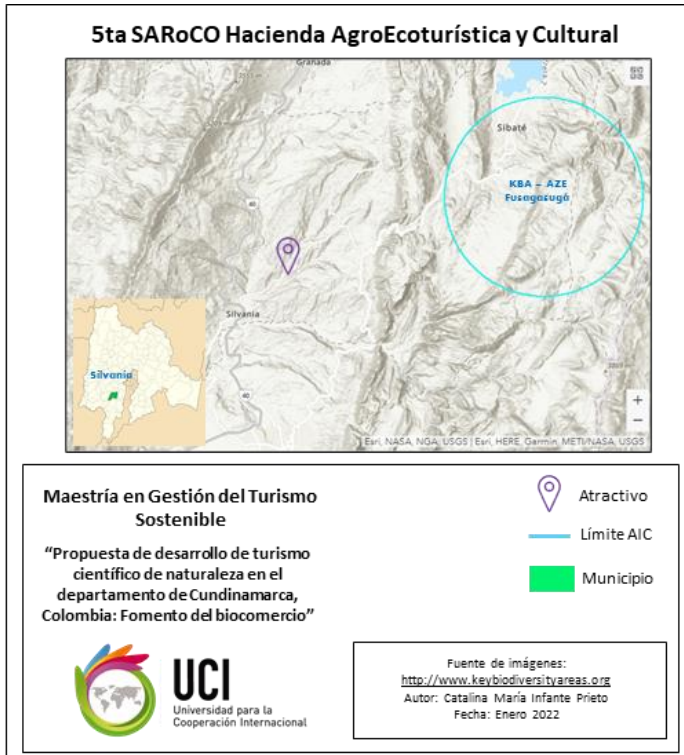 5ta SARoCO Hacienda AgroEcoturística y Cultural
Granada
Sibaté
KBA – AZE
Fusagasugá
40
Silvania
Silvania
40
+
−
Esri, NASA, NGA, USGS | Esri, HERE, Garmin, METI/NASA, USGS
Maestría en Gestión del Turismo
Sostenible
“Propuesta de desarrollo de turismo
científico de naturaleza en el
departamento de Cundinamarca,
Colombia: Fomento del biocomercio”
UCI
Universidad para la
Cooperación Internacional
Atractivo
Límite AIC
Municipio
Fuente de imágenes:
http://www.keybiodiversityareas.org
Autor: Catalina María Infante Prieto
Fecha: Enero 2022